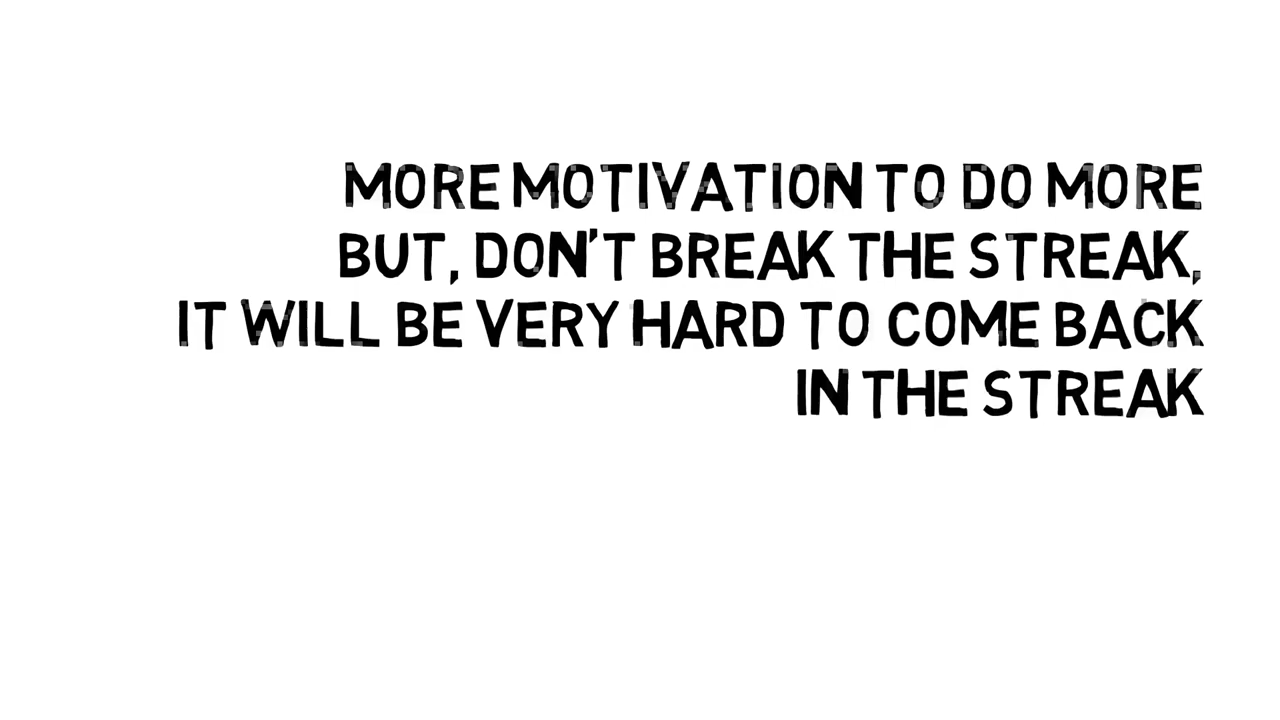 MORE MOTIVATION TO DO MORE
BUT, DON'T BREAK THE STREAK,
IT WILL BE VERY HARD TO COME BACK
IN THE STREAK